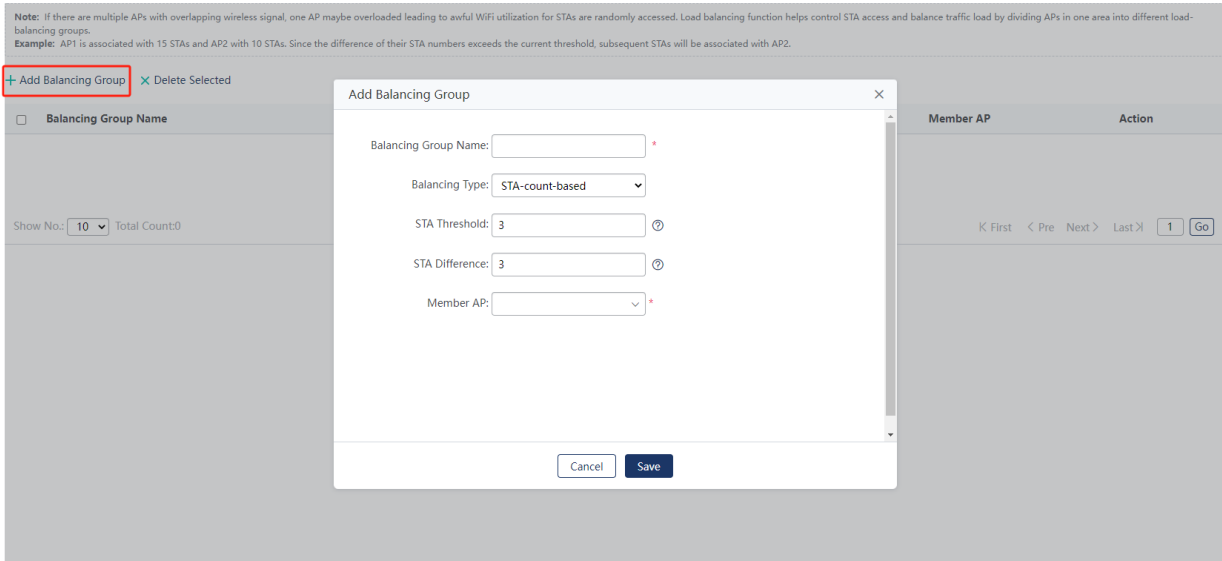 Note: If there are multiple APs with overlapping wireless signal, one AP maybe overloaded leading to awful WiFi utilization for STAs are randomly accessed. Load balancing function helps control STA access and balance traffic load by dividing APs in one area into different load-
balancing groups.
Example: AP1 is associated with 15 STAs and AP2 with 10 STAs. Since the difference of their STA numbers exceeds the current threshold, subsequent STAs will be associated with AP2.
+ Add Balancing Group X Delete Selected
Balancing Group Name Member AP Action
Show No.: 10 Total Count:0 K First < Pre Next > Last >| 1 Go
Add Balancing Group ×
Balancing Group Name: *
Balancing Type: STA-count-based
STA Threshold: 3 ?
STA Difference: 3 ?
Member AP: *
Cancel Save